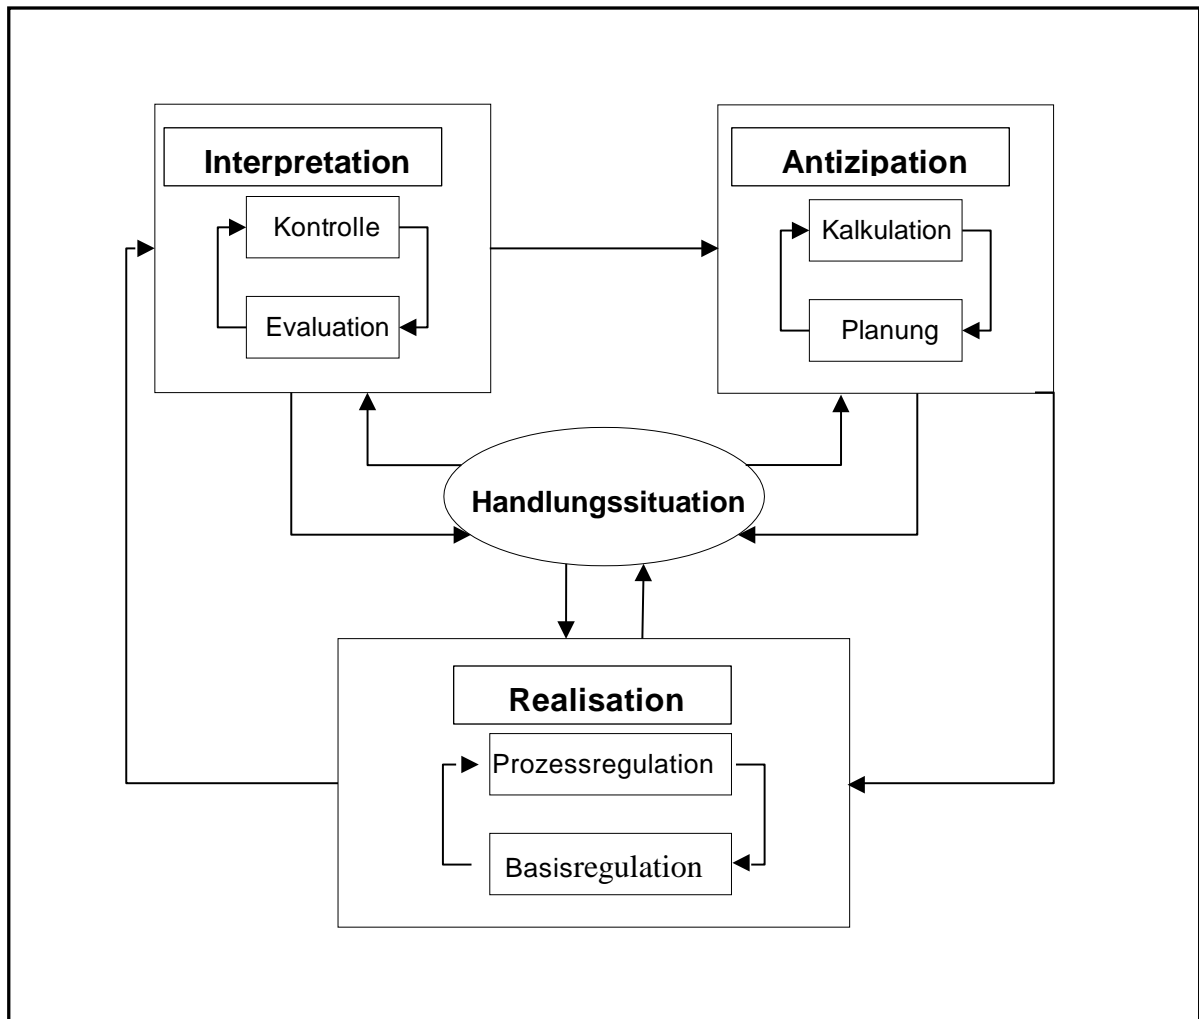 Interpretation
Antizipation
Kontrolle
Kalkulation
Evaluation
Planung
Handlungssituation
Realisation
Prozessregulation
Basisregulation